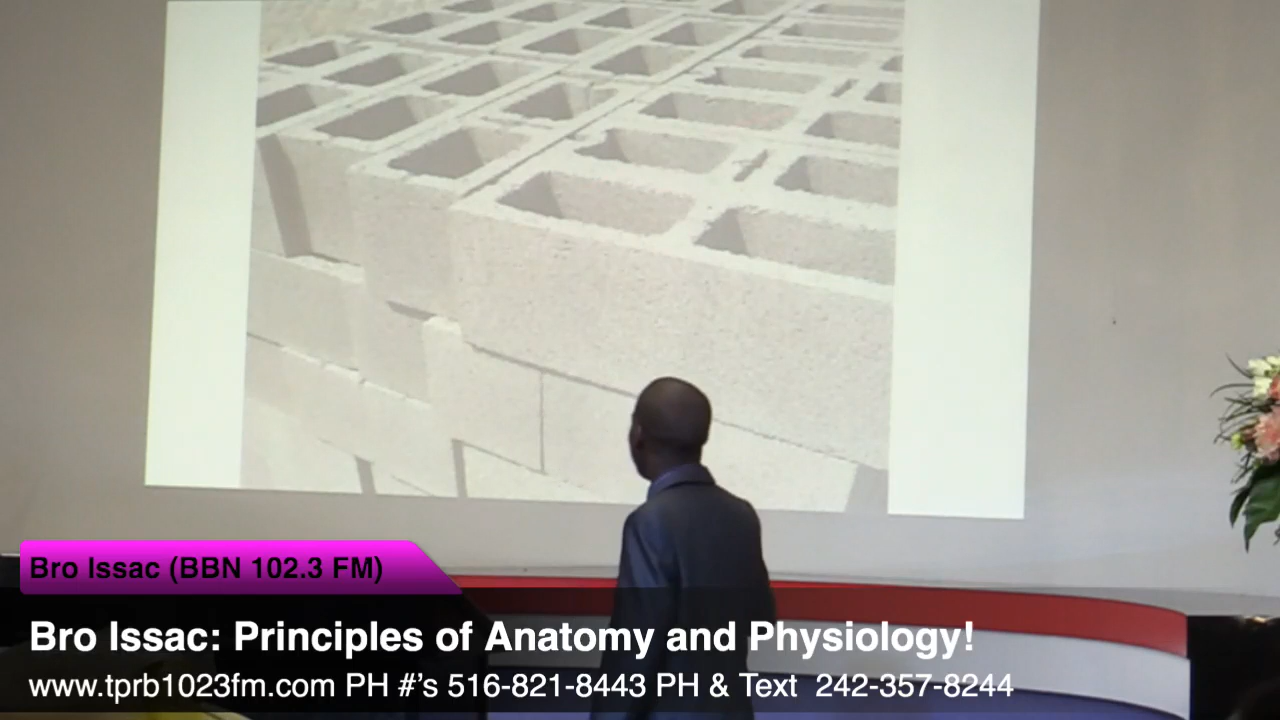 Bro Issac (BBN 102.3 FM)
Bro Issac: Principles of Anatomy and Physiology!
www.tprb1023fm.com PH #’s 516-821-8443 PH & Text 242-357-8244